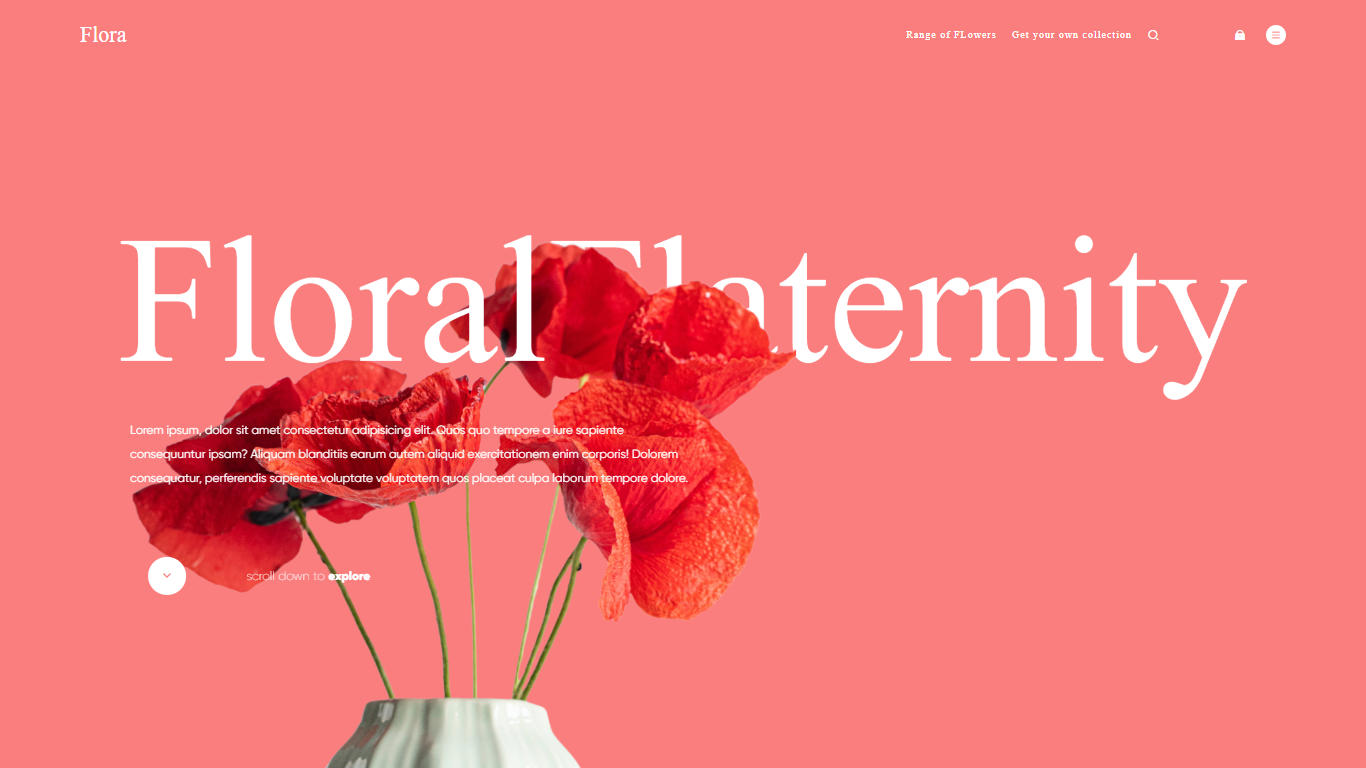 Flora
Range of FLowers
Get your own collection
Floral Flaternity
Lorem ipsum, dolor sit amet consectetur adipisicing elit. Quos quo tempore a iure sapiente
consequuntur ipsam? Aliquam blanditiis earum autem aliquid exercitationem enim corporis! Dolorem
consequatur, perferendis sapiente voluptate voluptatem quos placeat culpa laborum tempore dolore.
scroll down to explore